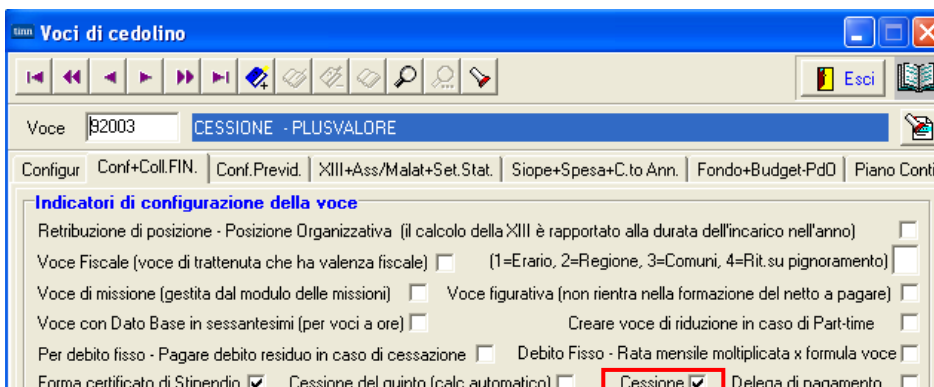 tinn Voci di cedolino
Esci
Voce 92003 CESSIONE - PLUSVALORE
Configur Conf+Coll.FIN. Conf.Previd. XIII+Ass/Malat+Set.Stat. Siope+Spesa+C.to Ann. Fondo+Budget-PdO Piano Conti
Indicatori di configurazione della voce
Retribuzione di posizione - Posizione Organizzativa (il calcolo della XIII è rapportato alla durata dell'incarico nell'anno)
Voce Fiscale (voce di trattenuta che ha valenza fiscale) (1=Erario, 2=Regione, 3=Comuni, 4=Rit.su pignoramento)
Voce di missione (gestita dal modulo delle missioni) Voce figurativa (non rientra nella formazione del netto a pagare)
Voce con Dato Base in sessantesimi (per voci a ore) Creare voce di riduzione in caso di Part-time
Per debito fisso - Pagare debito residuo in caso di cessazione Debito Fisso - Rata mensile moltiplicata x formula voce
Forma certificato di Stipendio Cessione del quinto (calc.automatico) Cessione Delega di pagamento